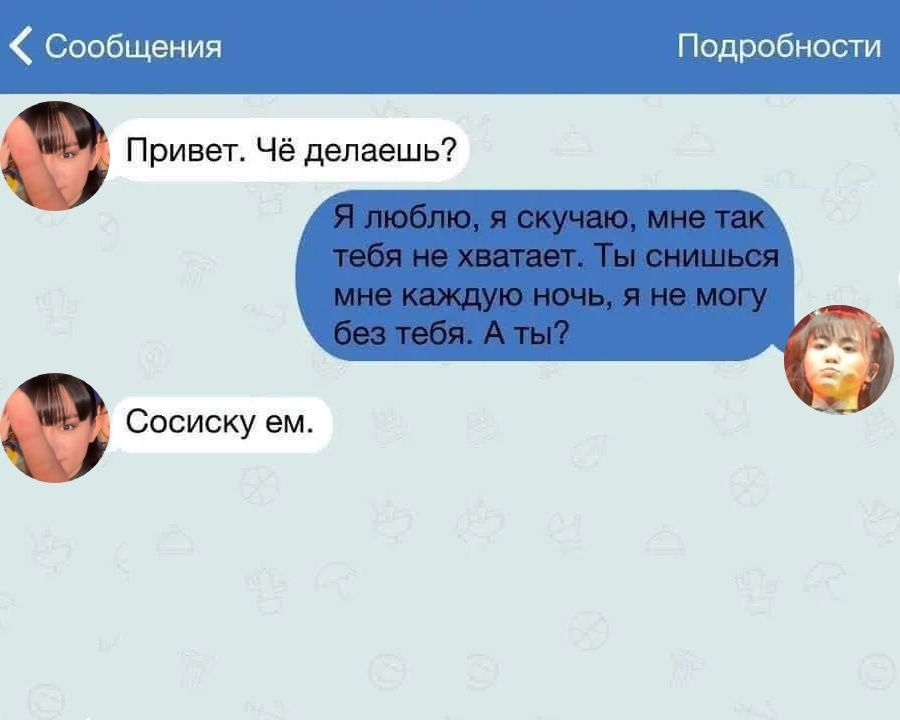 Сообщения
Подробности
Привет. Чё делаешь?
Я люблю, я скучаю, мне так
тебя не хватает. Ты снишься
мне каждую ночь, я не могу
без тебя. А ты?
Сосиску ем.